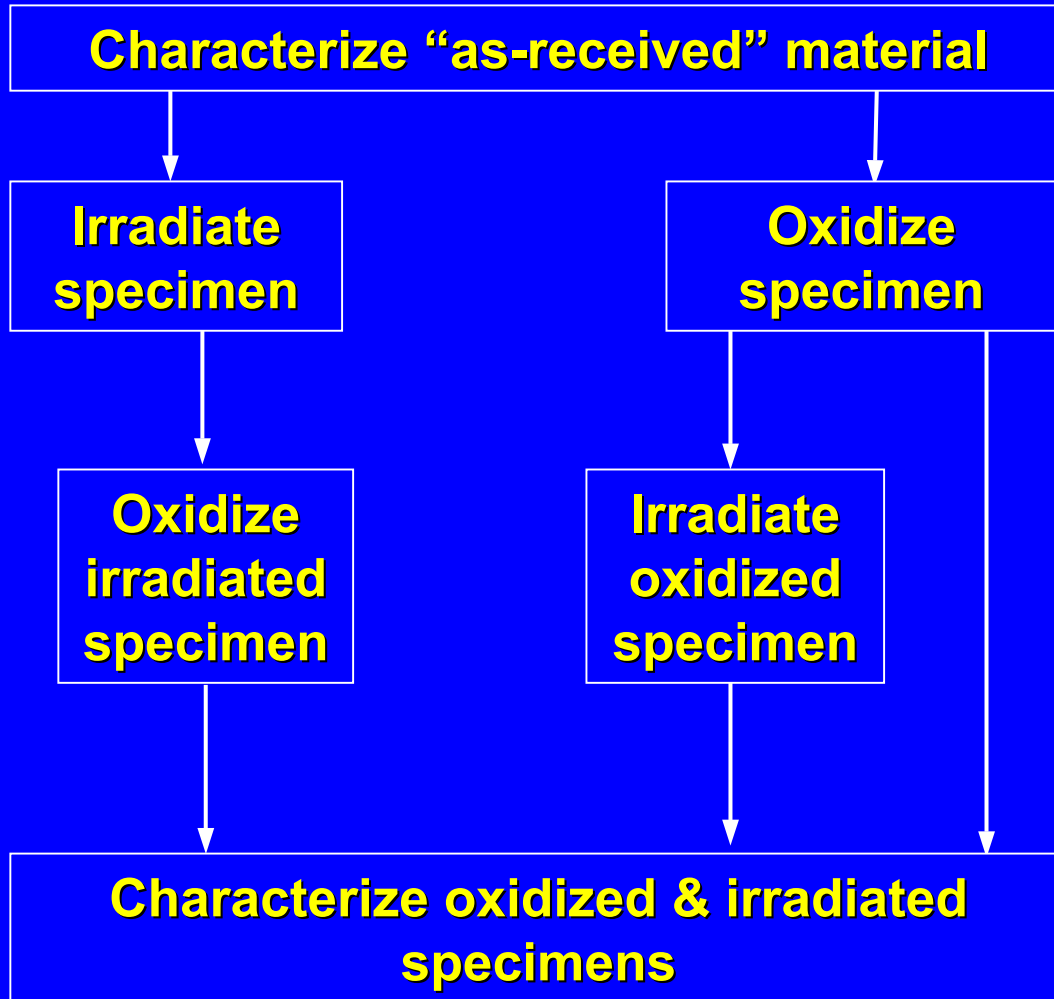 Characterize “as-received” material
Irradiate
specimen
Oxidize
specimen
Oxidize
irradiated
specimen
Irradiate
oxidized
specimen
Characterize oxidized & irradiated
specimens